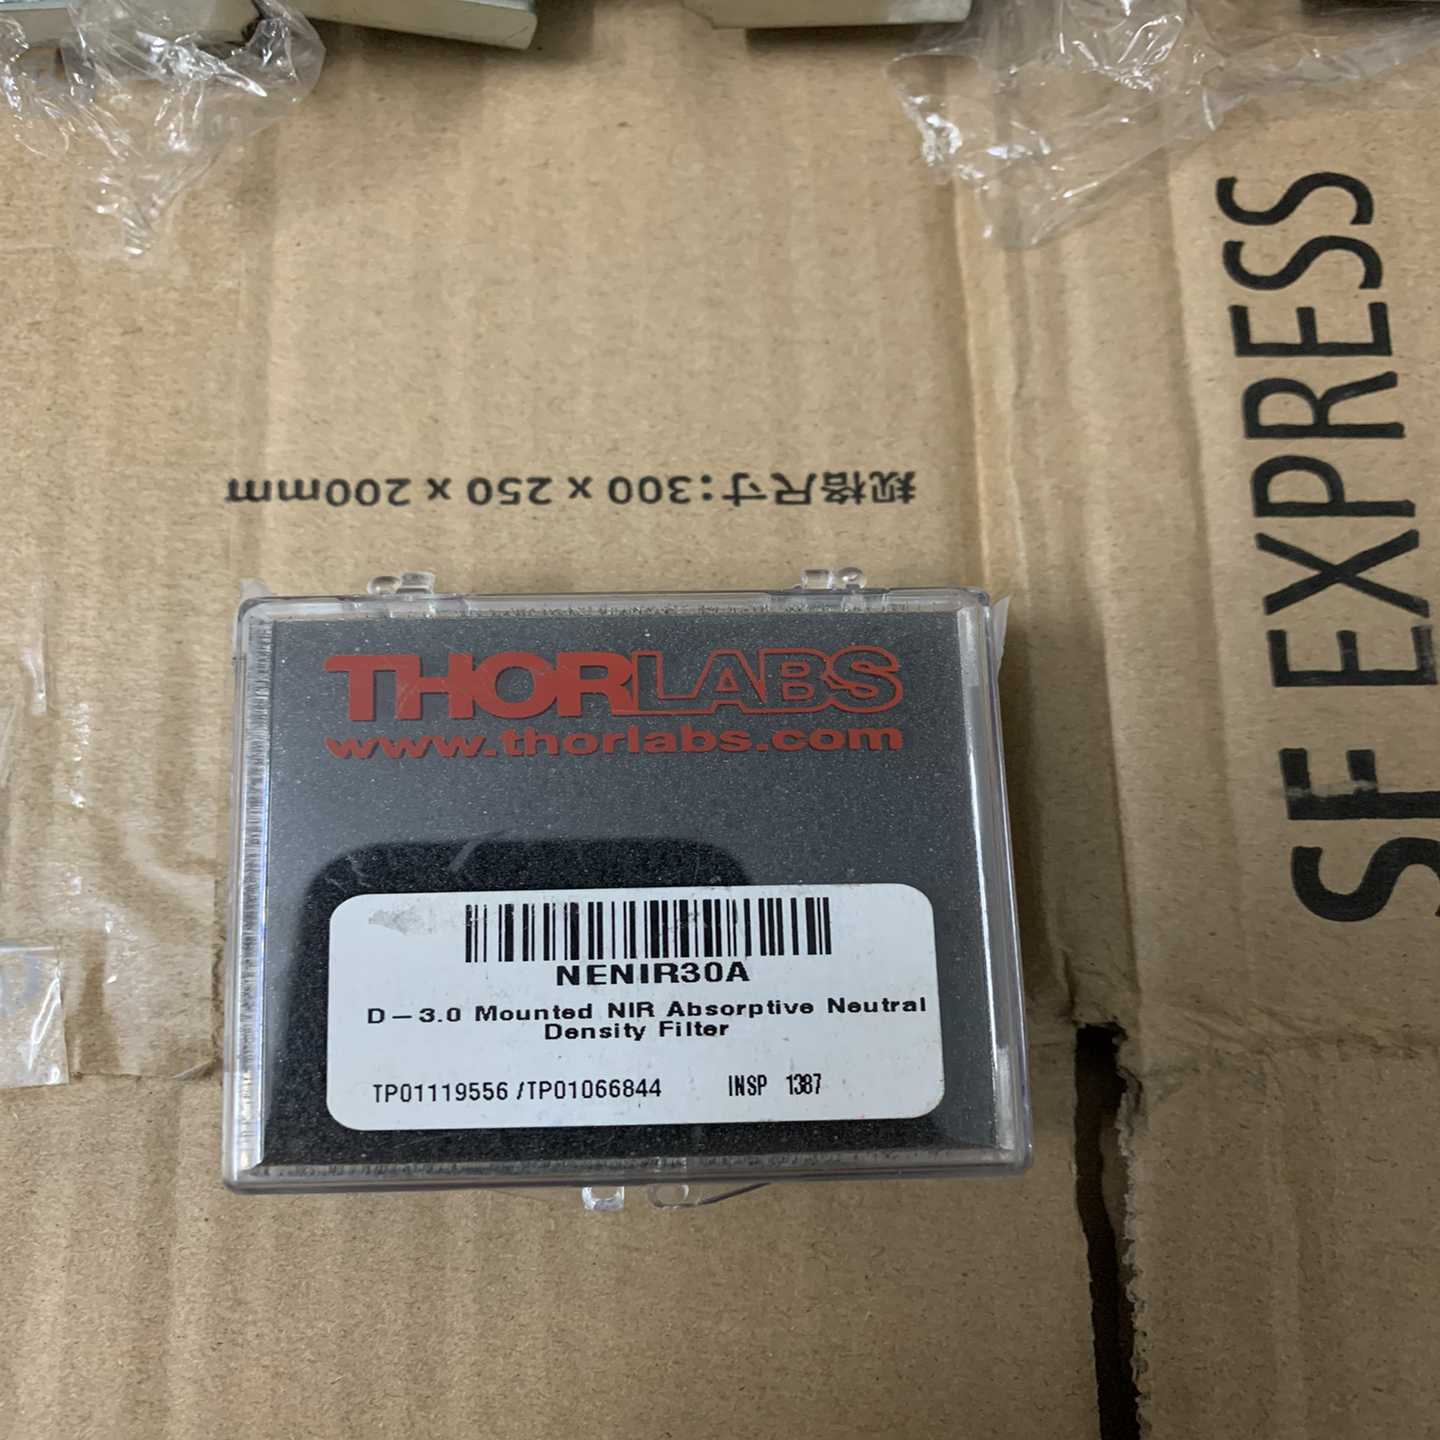 规格尺寸:300 x 250 x 200mm
SF EXPRESS
THORLABS
www.thorlabs.com
NENIR30A
D-3.0 Mounted NIR Absorptive Neutral
Density Filter
TP01119556 /TP01066844 INSP 1387